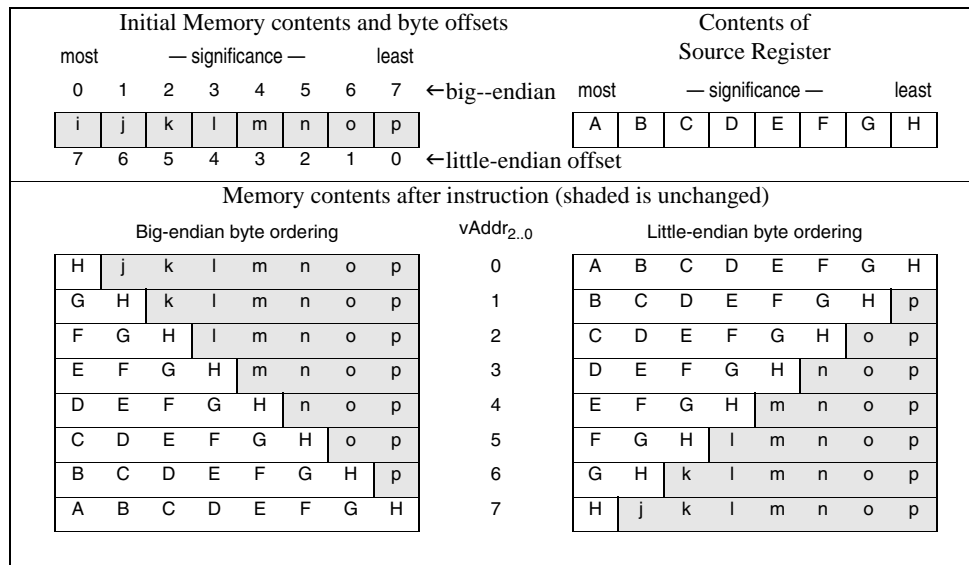 Initial Memory contents and byte offsets
Contents of
Source Register
most — significance — least
0 1 2 3 4 5 6 7 ←big--endian
most — significance — least
i j k l m n o p
A B C D E F G H
7 6 5 4 3 2 1 0 ←little-endian offset
Memory contents after instruction (shaded is unchanged)
Big-endian byte ordering vAddr2..0 Little-endian byte ordering
H j k l m n o p 0 A B C D E F G H
G H k l m n o p 1 B C D E F G H p
F G H l m n o p 2 C D E F G H o p
E F G H m n o p 3 D E F G H n o p
D E F G H n o p 4 E F G H m n o p
C D E F G H o p 5 F G H l m n o p
B C D E F G H p 6 G H k l m n o p
A B C D E F G H 7 H j k l m n o p